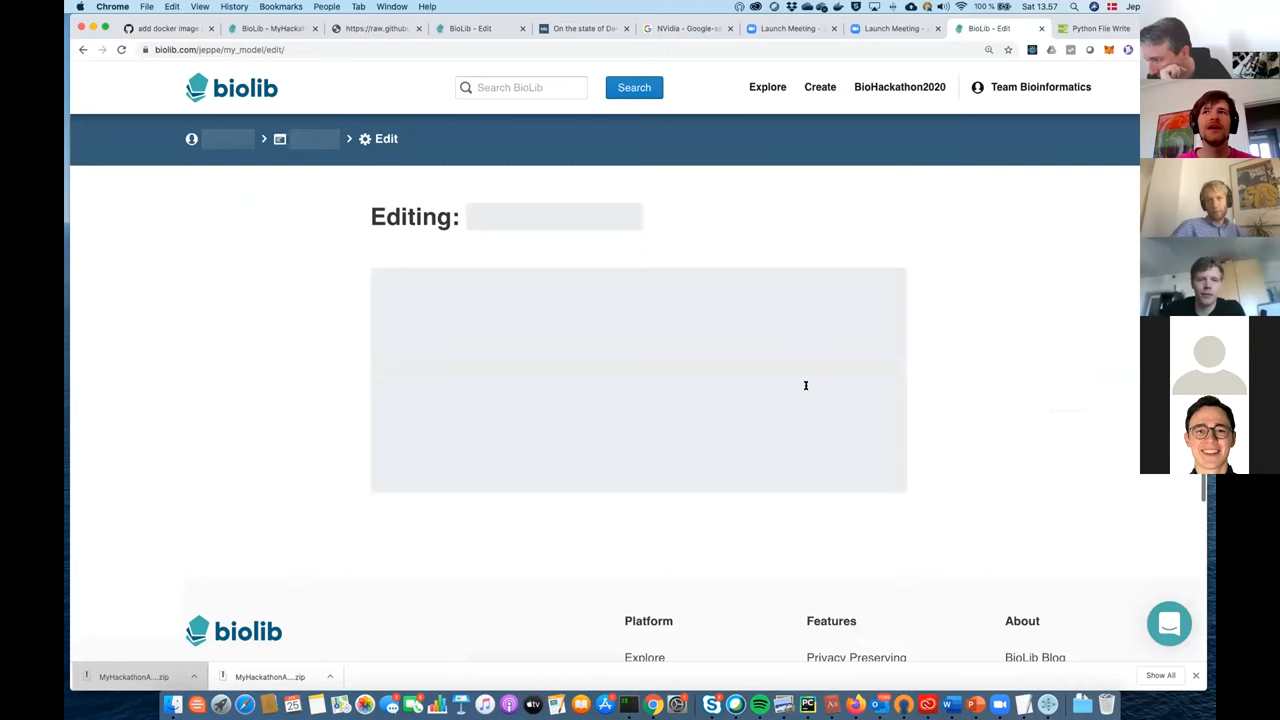 Chrome File Edit View History Bookmarks People Tab Window Help
100 % Sat 13.57
add docker image
BioLib - MyHackat
https://raw.githubu
BioLib - Edit
On the state of De
NVidia - Google-s
Launch Meeting -
Launch Meeting -
BioLib - Edit
Python File Write
biolib.com/jeppe/my_model/edit/
biolib
Search BioLib
Search
Explore
Create
BioHackathon2020
Team Bioinformatics
> > Edit
Editing:
biolib
Platform
Features
About
Explore
Privacy Preserving
BioLib Blog
MyHackathonA....zip
MyHackathonA....zip
Show All
25